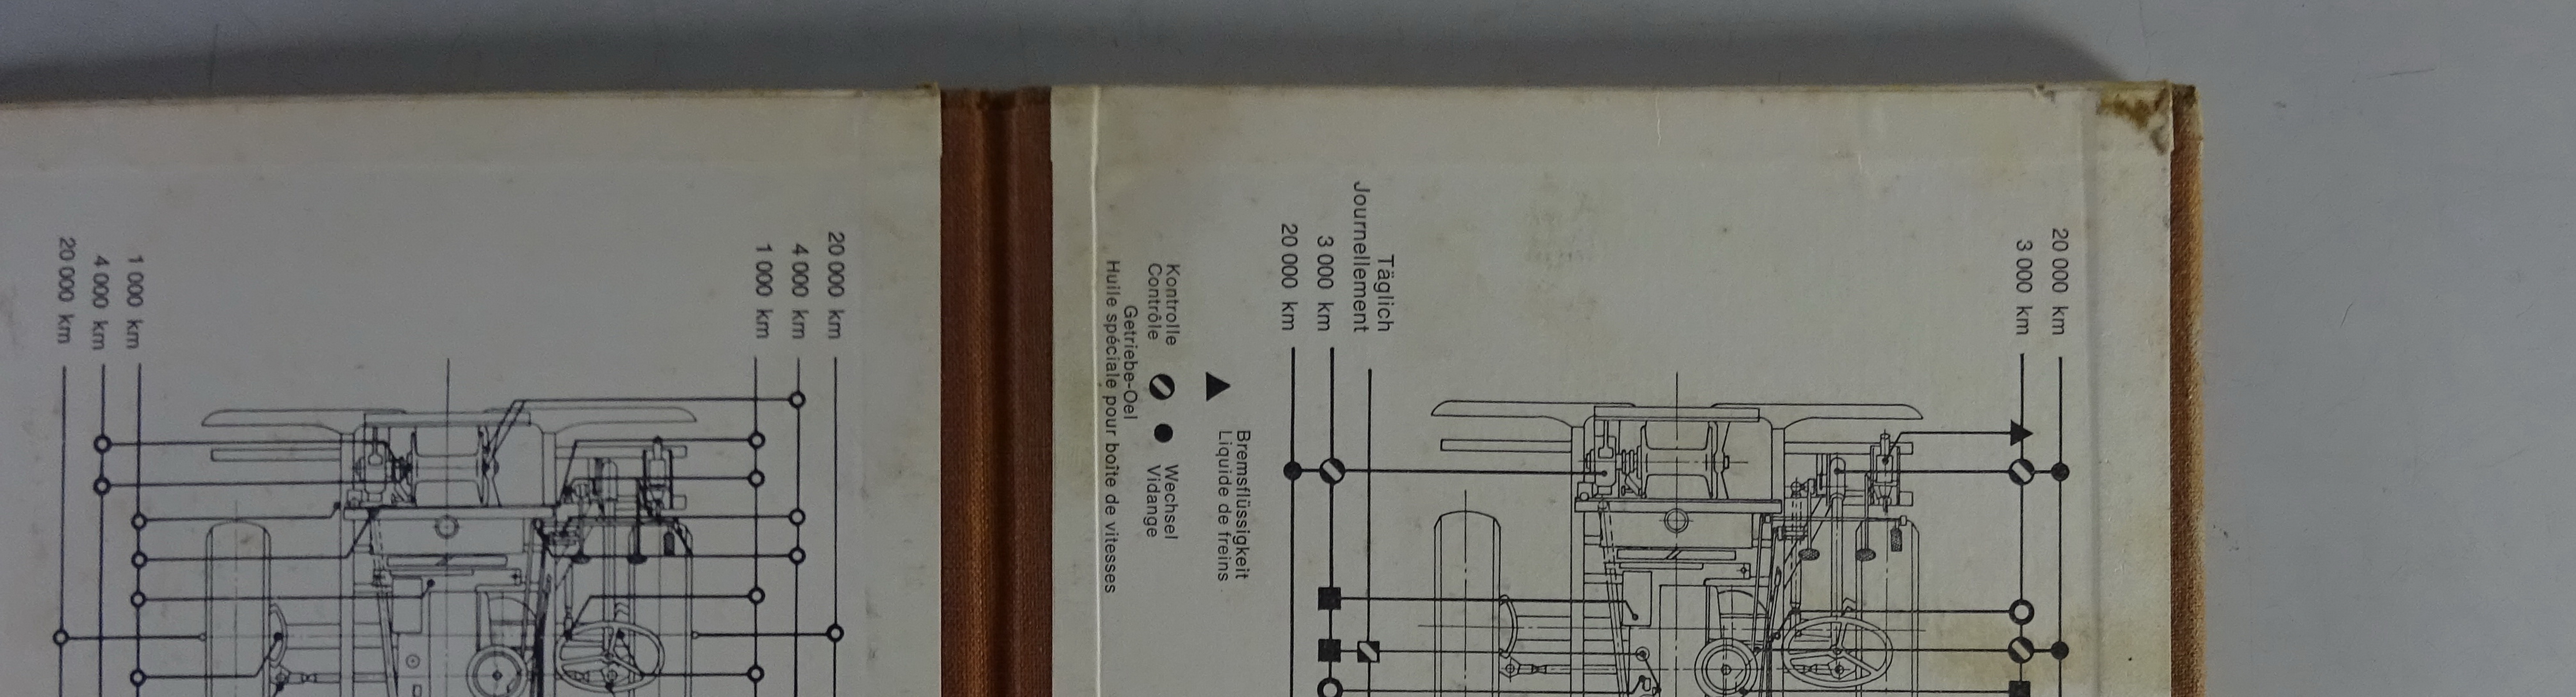 20 000 km
4 000 km
1 000 km
1 000 km
4 000 km
20 000 km
20 000 km
3 000 km
Täglich
Journellement
3 000 km
20 000 km
Bremsflüssigkeit
Liquide de freins
Kontrolle
Contrôle
Wechsel
Vidange
Getriebe-Oel
Huile spéciale pour boîte de vitesses